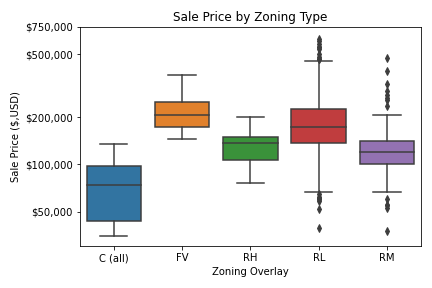 Sale Price by Zoning Type
$750,000
$500,000
$200,000
$100,000
$50,000
Sale Price ($,USD)
C (all) FV RH RL RM
Zoning Overlay